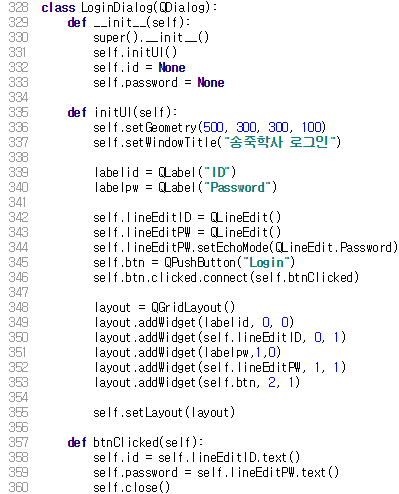 328 class LoginDialog(QDialog):
329     def __init__(self):
330         super().__init__()
331         self.initUI()
332         self.id = None
333         self.password = None
334
335     def initUI(self):
336         self.setGeometry(500, 300, 300, 100)
337         self.setWindowTitle("송죽학사 로그인")
338
339         labelid = QLabel("ID")
340         labelpw = QLabel("Password")
341
342         self.lineEditID = QLineEdit()
343         self.lineEditPW = QLineEdit()
344         self.lineEditPW.setEchoMode(QLineEdit.Password)
345         self.btn = QPushButton("Login")
346         self.btn.clicked.connect(self.btnClicked)
347
348         layout = QGridLayout()
349         layout.addWidget(labelid, 0, 0)
350         layout.addWidget(self.lineEditID, 0, 1)
351         layout.addWidget(labelpw,1,0)
352         layout.addWidget(self.lineEditPW, 1, 1)
353         layout.addWidget(self.btn, 2, 1)
354
355         self.setLayout(layout)
356
357     def btnClicked(self):
358         self.id = self.lineEditID.text()
359         self.password = self.lineEditPW.text()
360         self.close()